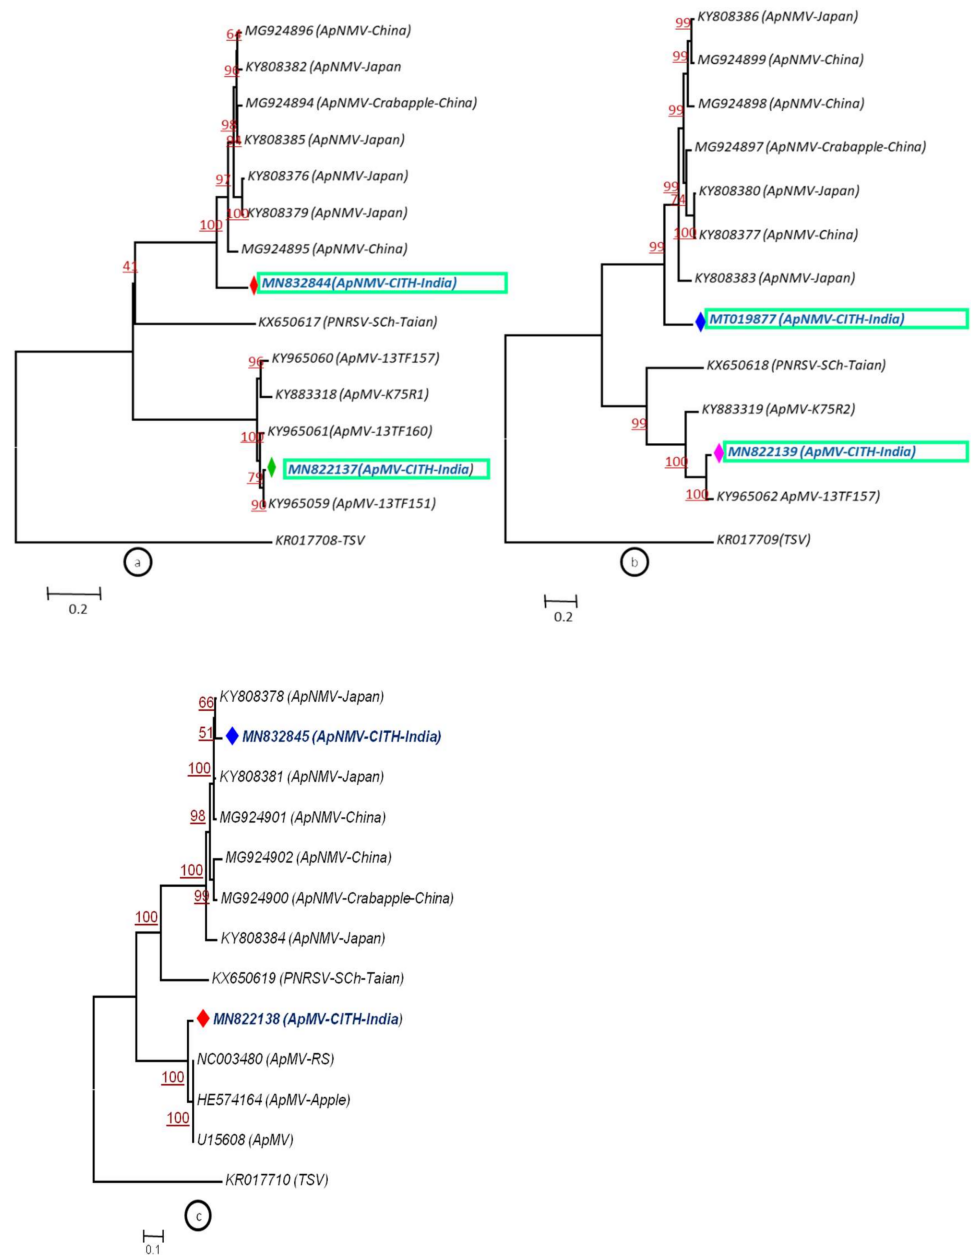 64
MG924896 (ApNMV-China)
96
KY808382 (ApNMV-Japan
MG924894 (ApNMV-Crabapple-China)
98
84
KY808385 (ApNMV-Japan)
97
KY808376 (ApNMV-Japan)
100
KY808379 (ApNMV-Japan)
100
MG924895 (ApNMV-China)
41
MN832844(ApNMV-CITH-India)
KX650617 (PNRSV-SCh-Taian)
96
KY965060 (ApMV-13TF157)
KY883318 (ApMV-K75R1)
100
KY965061(ApMV-13TF160)
79
MN822137(ApMV-CITH-India)
90
KY965059 (ApMV-13TF151)
KR017708-TSV
a
0.2
99
KY808386 (ApNMV-Japan)
99
MG924899 (ApNMV-China)
99
MG924898 (ApNMV-China)
MG924897 (ApNMV-Crabapple-China)
99
74
KY808380 (ApNMV-Japan)
100
KY808377 (ApNMV-China)
99
KY808383 (ApNMV-Japan)
MT019877 (ApNMV-CITH-India)
KX650618 (PNRSV-SCh-Taian)
99
KY883319 (ApMV-K75R2)
100
MN822139 (ApMV-CITH-India)
100
KY965062 ApMV-13TF157)
KR017709(TSV)
b
0.2
66
KY808378 (ApNMV-Japan)
51
MN832845 (ApNMV-CITH-India)
100
KY808381 (ApNMV-Japan)
98
MG924901 (ApNMV-China)
100
MG924902 (ApNMV-China)
99
MG924900 (ApNMV-Crabapple-China)
100
KY808384 (ApNMV-Japan)
KX650619 (PNRSV-SCh-Taian)
MN822138 (ApMV-CITH-India)
NC003480 (ApMV-RS)
100
HE574164 (ApMV-Apple)
100
U15608 (ApMV)
KR017710 (TSV)
c
0.1